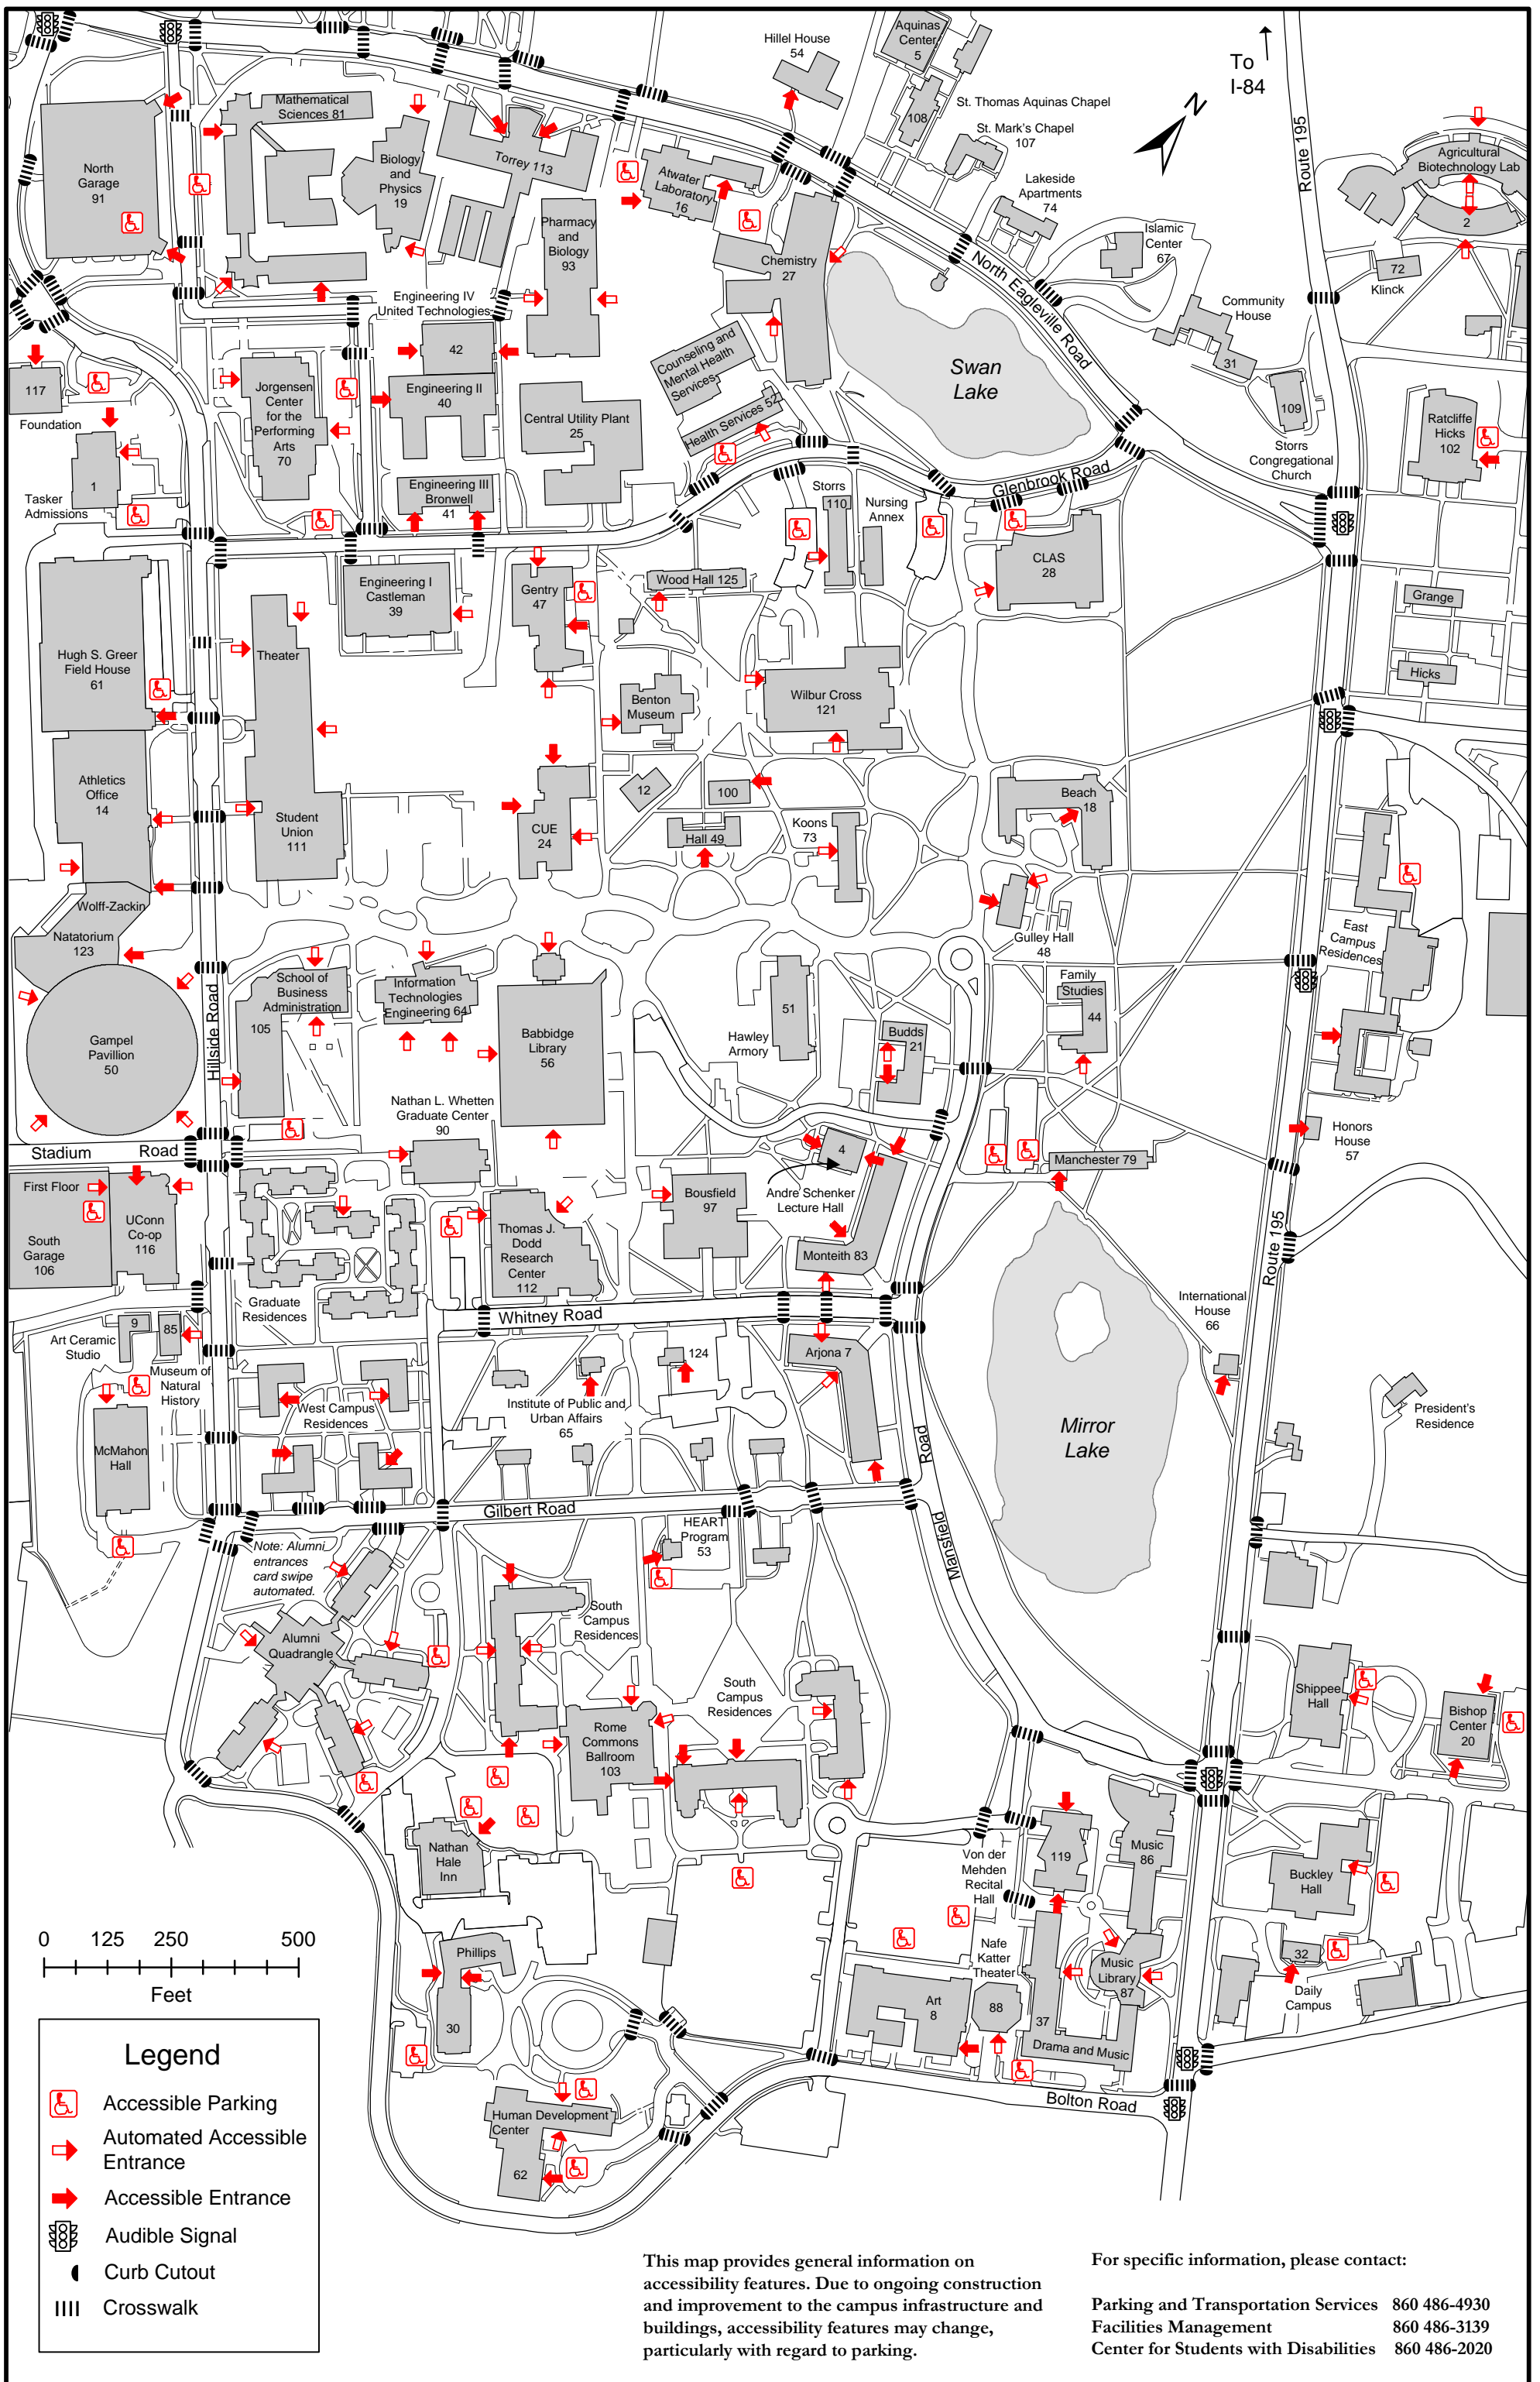 Aquinas
Center
5
Hillel House
54
To
I-84
N
Route 195
108
St. Thomas Aquinas Chapel
St. Mark's Chapel
107
Mathematical
Sciences 81
North
Garage
91
Biology
and
Physics
19
Torrey 113
Atwater
Laboratory
16
Lakeside
Apartments
74
Agricultural
Biotechnology Lab
2
Pharmacy
and
Biology
93
Chemistry
27
Islamic
Center
67
72
Klinck
North Eagleville Road
Community
House
31
Engineering IV
United Technologies
42
Counseling and
Mental Health
Services
Swan
Lake
117
Foundation
Jorgensen
Center
for the
Performing
Arts
70
Engineering II
40
Central Utility Plant
25
Health Services 52
109
Storrs
Congregational
Church
Ratcliffe
Hicks
102
1
Tasker
Admissions
Engineering III
Bronwell
41
Glenbrook Road
Storrs
110
Nursing
Annex
CLAS
28
Engineering I
Castleman
39
Gentry
47
Wood Hall 125
Grange
Hicks
Hugh S. Greer
Field House
61
Theater
Benton
Museum
Wilbur Cross
121
Athletics
Office
14
Student
Union
111
CUE
24
12
100
Hall 49
Koons
73
Beach
18
Wolff-Zackin
Natatorium
123
Gulley Hall
48
East
Campus
Residences
School of
Business
Administration
105
Information
Technologies
Engineering 64
Family
Studies
44
Gampel
Pavillion
50
Hillside Road
Babbidge
Library
56
51
Hawley
Armory
Budds
21
Nathan L. Whetten
Graduate Center
90
Honors
House
57
Stadium Road
4
Andre Schenker
Lecture Hall
Manchester 79
First Floor
South
Garage
106
UConn
Co-op
116
Thomas J.
Dodd
Research
Center
112
Bousfield
97
Monteith 83
Route 195
Graduate
Residences
Whitney Road
International
House
66
9
85
Art Ceramic
Studio
Museum of
Natural
History
124
Arjona 7
Institute of Public and
Urban Affairs
65
West Campus
Residences
President's
Residence
McMahon
Hall
Mirror
Lake
Mansfield Road
Gilbert Road
Note: Alumni
entrances
card swipe
automated.
HEART
Program
53
South
Campus
Residences
Alumni
Quadrangle
South
Campus
Residences
Shippee
Hall
Bishop
Center
20
Rome
Commons
Ballroom
103
Nathan
Hale
Inn
Von der
Mehden
Recital
Hall
119
Music
86
Buckley
Hall
0 125 250 500
Feet
Phillips
30
Nafe
Katter
Theater
88
Art
8
37
Music
Library
87
Drama and Music
32
Daily
Campus
Bolton Road
Human Development
Center
62
Legend
Accessible Parking
Automated Accessible
Entrance
Accessible Entrance
Audible Signal
Curb Cutout
Crosswalk
This map provides general information on
accessibility features. Due to ongoing construction
and improvement to the campus infrastructure and
buildings, accessibility features may change,
particularly with regard to parking.
For specific information, please contact:
Parking and Transportation Services 860 486-4930
Facilities Management 860 486-3139
Center for Students with Disabilities 860 486-2020